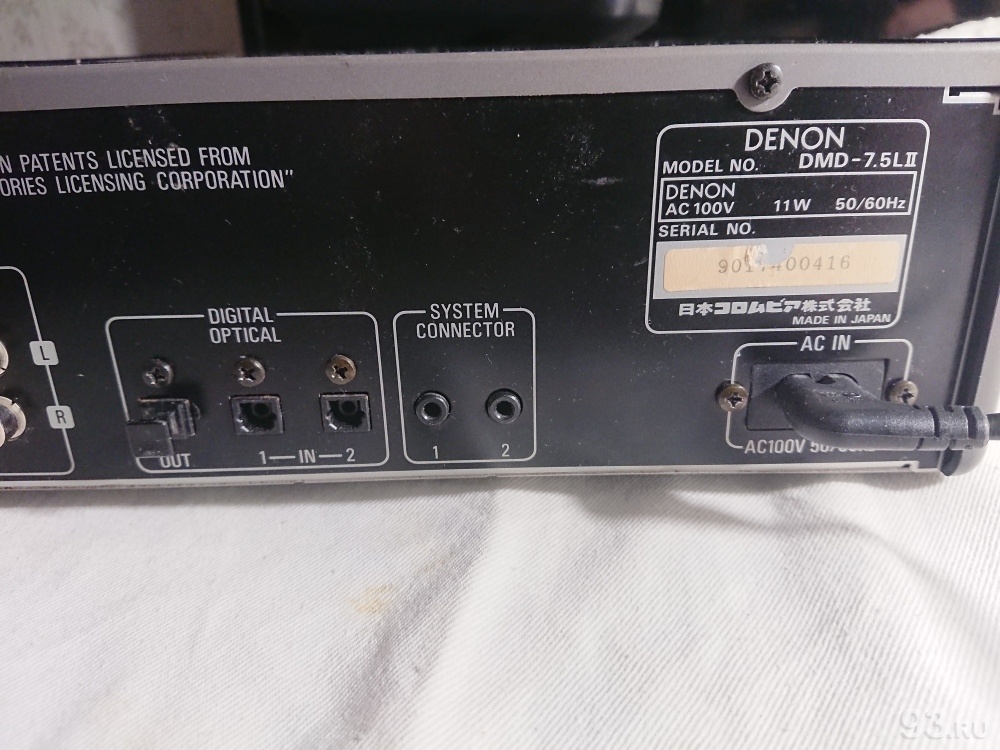 N PATENTS LICENSED FROM
ORIES LICENSING CORPORATION"
DENON
MODEL NO. DMD-7.5LII
DENON
AC 100V 11W 50/60Hz
SERIAL NO.
日本コロムビア株式会社
MADE IN JAPAN
L
R
DIGITAL
OPTICAL
OUT
1 IN 2
SYSTEM
CONNECTOR
1 2
AC IN
AC100V
93.RU